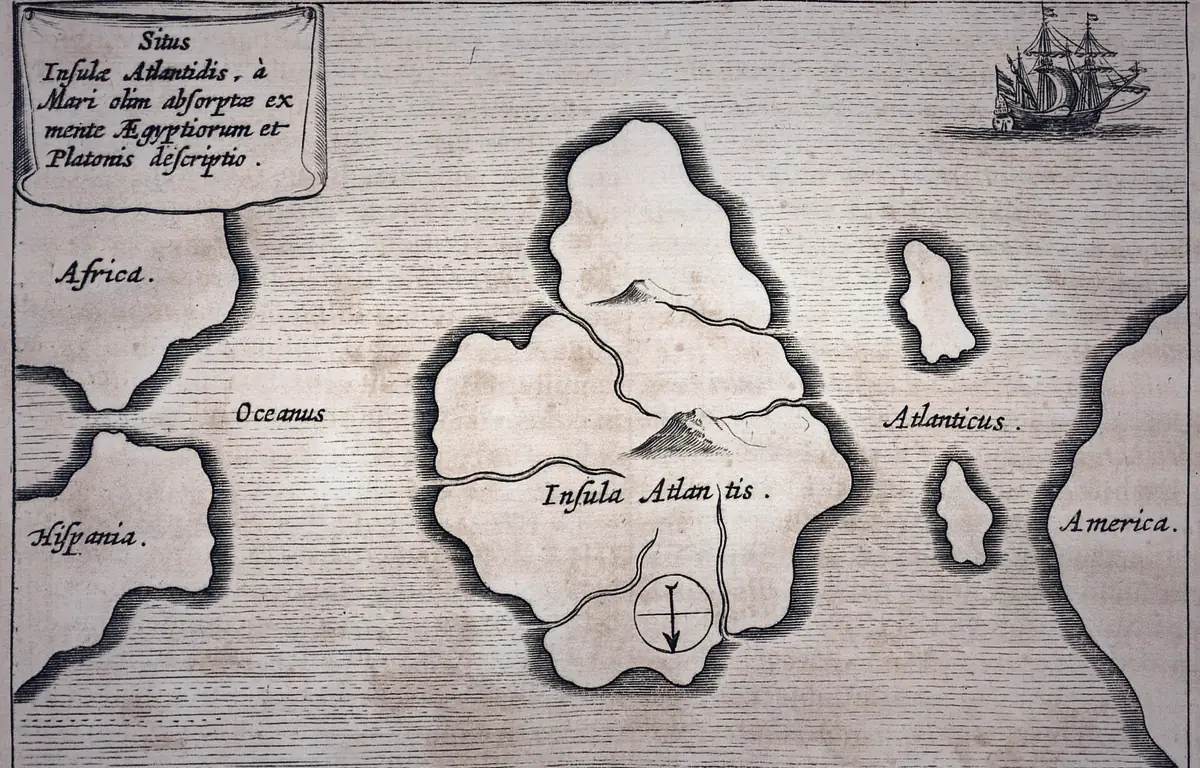 Situs
Inſulæ Atlantidis, à
Mari olim abſorptæ ex
mente Ægyptiorum et
Platonis deſcriptio.
Africa.
Oceanus
Atlanticus.
Inſula Atlantis.
Hiſpania.
America.